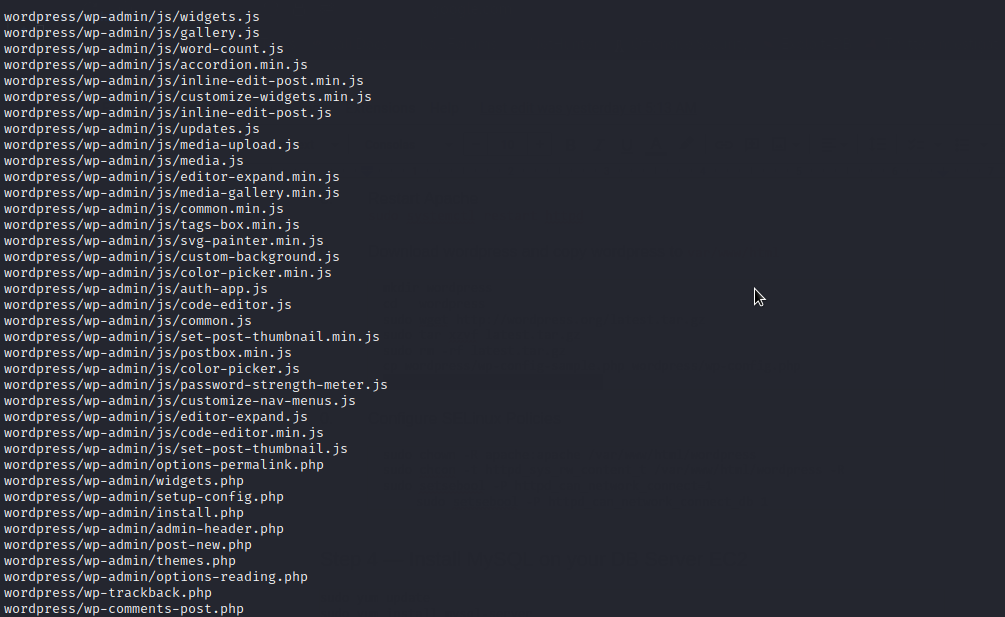 wordpress/wp-admin/js/widgets.js
wordpress/wp-admin/js/gallery.js
wordpress/wp-admin/js/word-count.js
wordpress/wp-admin/js/accordion.min.js
wordpress/wp-admin/js/inline-edit-post.min.js
wordpress/wp-admin/js/customize-widgets.min.js
wordpress/wp-admin/js/inline-edit-post.js
wordpress/wp-admin/js/updates.js
wordpress/wp-admin/js/media-upload.js
wordpress/wp-admin/js/media.js
wordpress/wp-admin/js/editor-expand.min.js
wordpress/wp-admin/js/media-gallery.min.js
wordpress/wp-admin/js/common.min.js
wordpress/wp-admin/js/tags-box.min.js
wordpress/wp-admin/js/svg-painter.min.js
wordpress/wp-admin/js/custom-background.js
wordpress/wp-admin/js/color-picker.min.js
wordpress/wp-admin/js/auth-app.js
wordpress/wp-admin/js/code-editor.js
wordpress/wp-admin/js/common.js
wordpress/wp-admin/js/set-post-thumbnail.min.js
wordpress/wp-admin/js/postbox.min.js
wordpress/wp-admin/js/color-picker.js
wordpress/wp-admin/js/password-strength-meter.js
wordpress/wp-admin/js/customize-nav-menus.js
wordpress/wp-admin/js/editor-expand.js
wordpress/wp-admin/js/code-editor.min.js
wordpress/wp-admin/js/set-post-thumbnail.js
wordpress/wp-admin/options-permalink.php
wordpress/wp-admin/widgets.php
wordpress/wp-admin/setup-config.php
wordpress/wp-admin/install.php
wordpress/wp-admin/admin-header.php
wordpress/wp-admin/post-new.php
wordpress/wp-admin/themes.php
wordpress/wp-admin/options-reading.php
wordpress/wp-trackback.php
wordpress/wp-comments-post.php